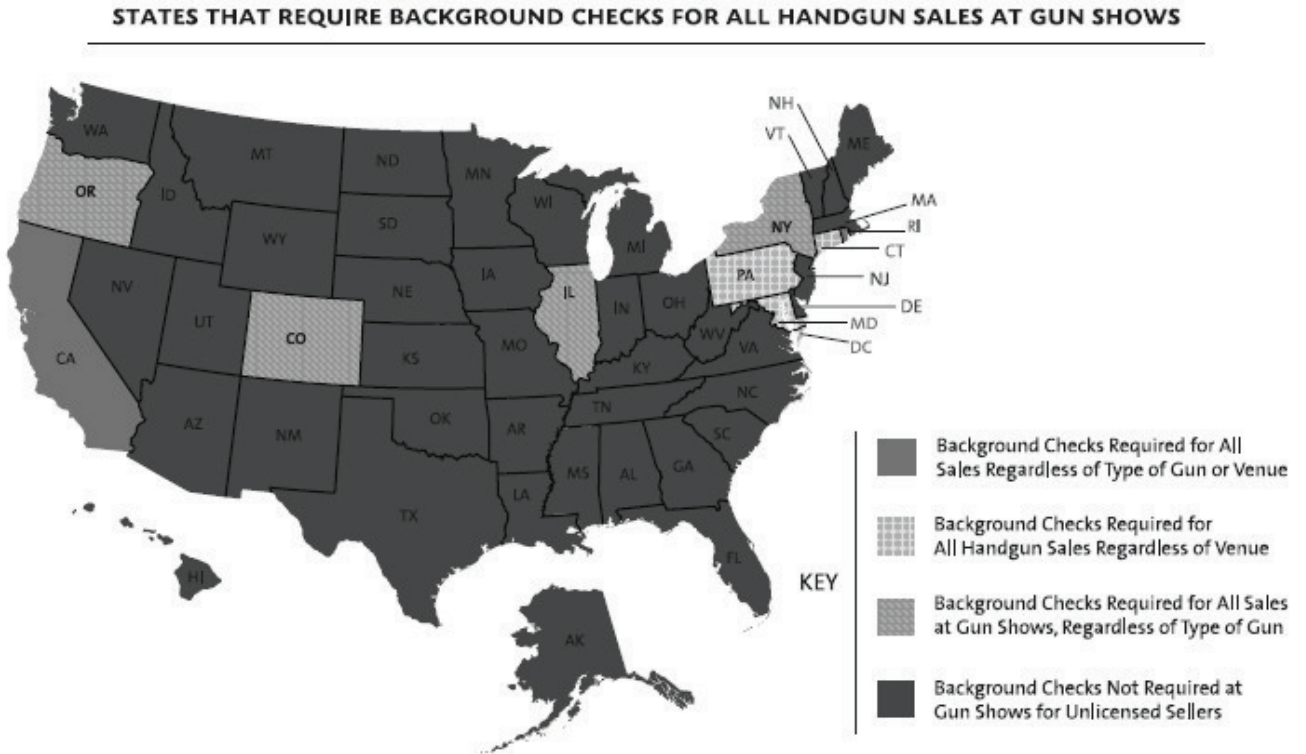 STATES THAT REQUIRE BACKGROUND CHECKS FOR ALL HANDGUN SALES AT GUN SHOWS
NH
VT
ME
WA
MT
ND
MN
OR
ID
WI
MA
SD
NY
RI
WY
MI
CT
IA
PA
NJ
NV
NE
IL
IN
OH
DE
UT
MD
CO
WV
VA
DC
CA
KS
MO
KY
NC
TN
AZ
OK
NM
AR
SC
MS
AL
GA
LA
TX
FL
HI
AK
KEY
Background Checks Required for All
Sales Regardless of Type of Gun or Venue
Background Checks Required for
All Handgun Sales Regardless of Venue
Background Checks Required for All Sales
at Gun Shows, Regardless of Type of Gun
Background Checks Not Required at
Gun Shows for Unlicensed Sellers